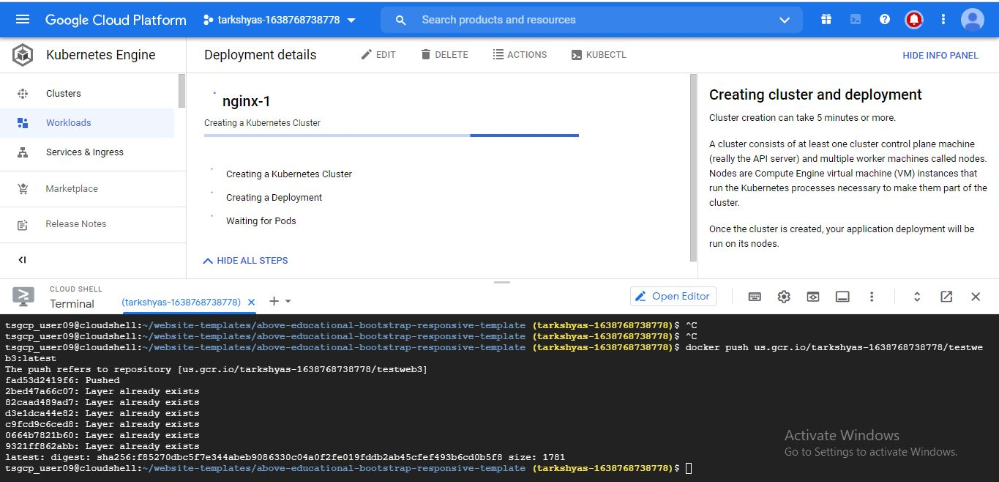 Google Cloud Platform
tarkshyas-1638768738778
Search products and resources
Kubernetes Engine
Deployment details
EDIT
DELETE
ACTIONS
KUBECTL
HIDE INFO PANEL
Clusters
Workloads
Services & Ingress
Marketplace
Release Notes
nginx-1
Creating a Kubernetes Cluster
Creating a Kubernetes Cluster
Creating a Deployment
Waiting for Pods
HIDE ALL STEPS
Creating cluster and deployment
Cluster creation can take 5 minutes or more.
A cluster consists of at least one cluster control plane machine
(really the API server) and multiple worker machines called nodes.
Nodes are Compute Engine virtual machine (VM) instances that
run the Kubernetes processes necessary to make them part of the
cluster.
Once the cluster is created, your application deployment will be
run on its nodes.
CLOUD SHELL
Terminal
(tarkshyas-1638768738778)
Open Editor
tsgcp_user09@cloudshell:~/website-templates/above-educational-bootstrap-responsive-template (tarkshyas-1638768738778)$ ^C
tsgcp_user09@cloudshell:~/website-templates/above-educational-bootstrap-responsive-template (tarkshyas-1638768738778)$ ^C
tsgcp_user09@cloudshell:~/website-templates/above-educational-bootstrap-responsive-template (tarkshyas-1638768738778)$ docker push us.gcr.io/tarkshyas-1638768738778/testwe
b3:latest
The push refers to repository [us.gcr.io/tarkshyas-1638768738778/testweb3]
fad53d2419f6: Pushed
2bed47a66c07: Layer already exists
82caad489ad7: Layer already exists
d3e1dca44e82: Layer already exists
c9fcd9c6ced8: Layer already exists
0664b7821b60: Layer already exists
9321ff862abb: Layer already exists
latest: digest: sha256:f85270dbc5f7e344abeb9086330c04a0f2fe019fddb2ab45cfef493b6cd0b5f8 size: 1781
tsgcp_user09@cloudshell:~/website-templates/above-educational-bootstrap-responsive-template (tarkshyas-1638768738778)$
Activate Windows
Go to Settings to activate Windows.